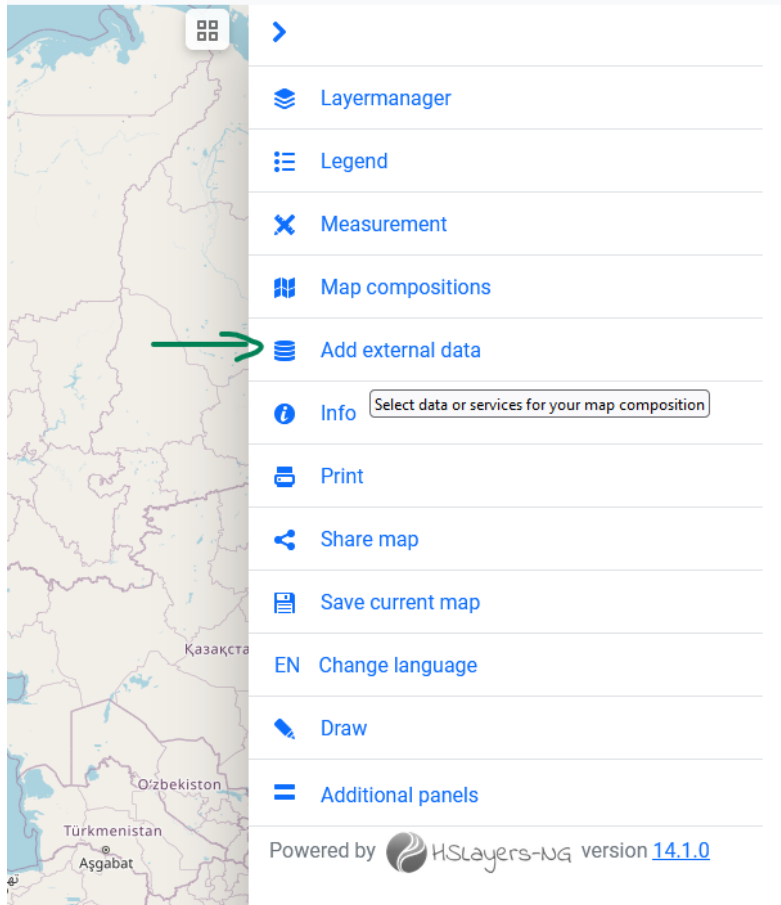 Layermanager
Legend
Measurement
Map compositions
Add external data
Select data or services for your map composition
Info
Print
Share map
Save current map
EN Change language
Draw
Additional panels
Powered by HSLayers-NG version 14.1.0
Қазақста
Oʻzbekiston
Türkmenistan
Aşgabat